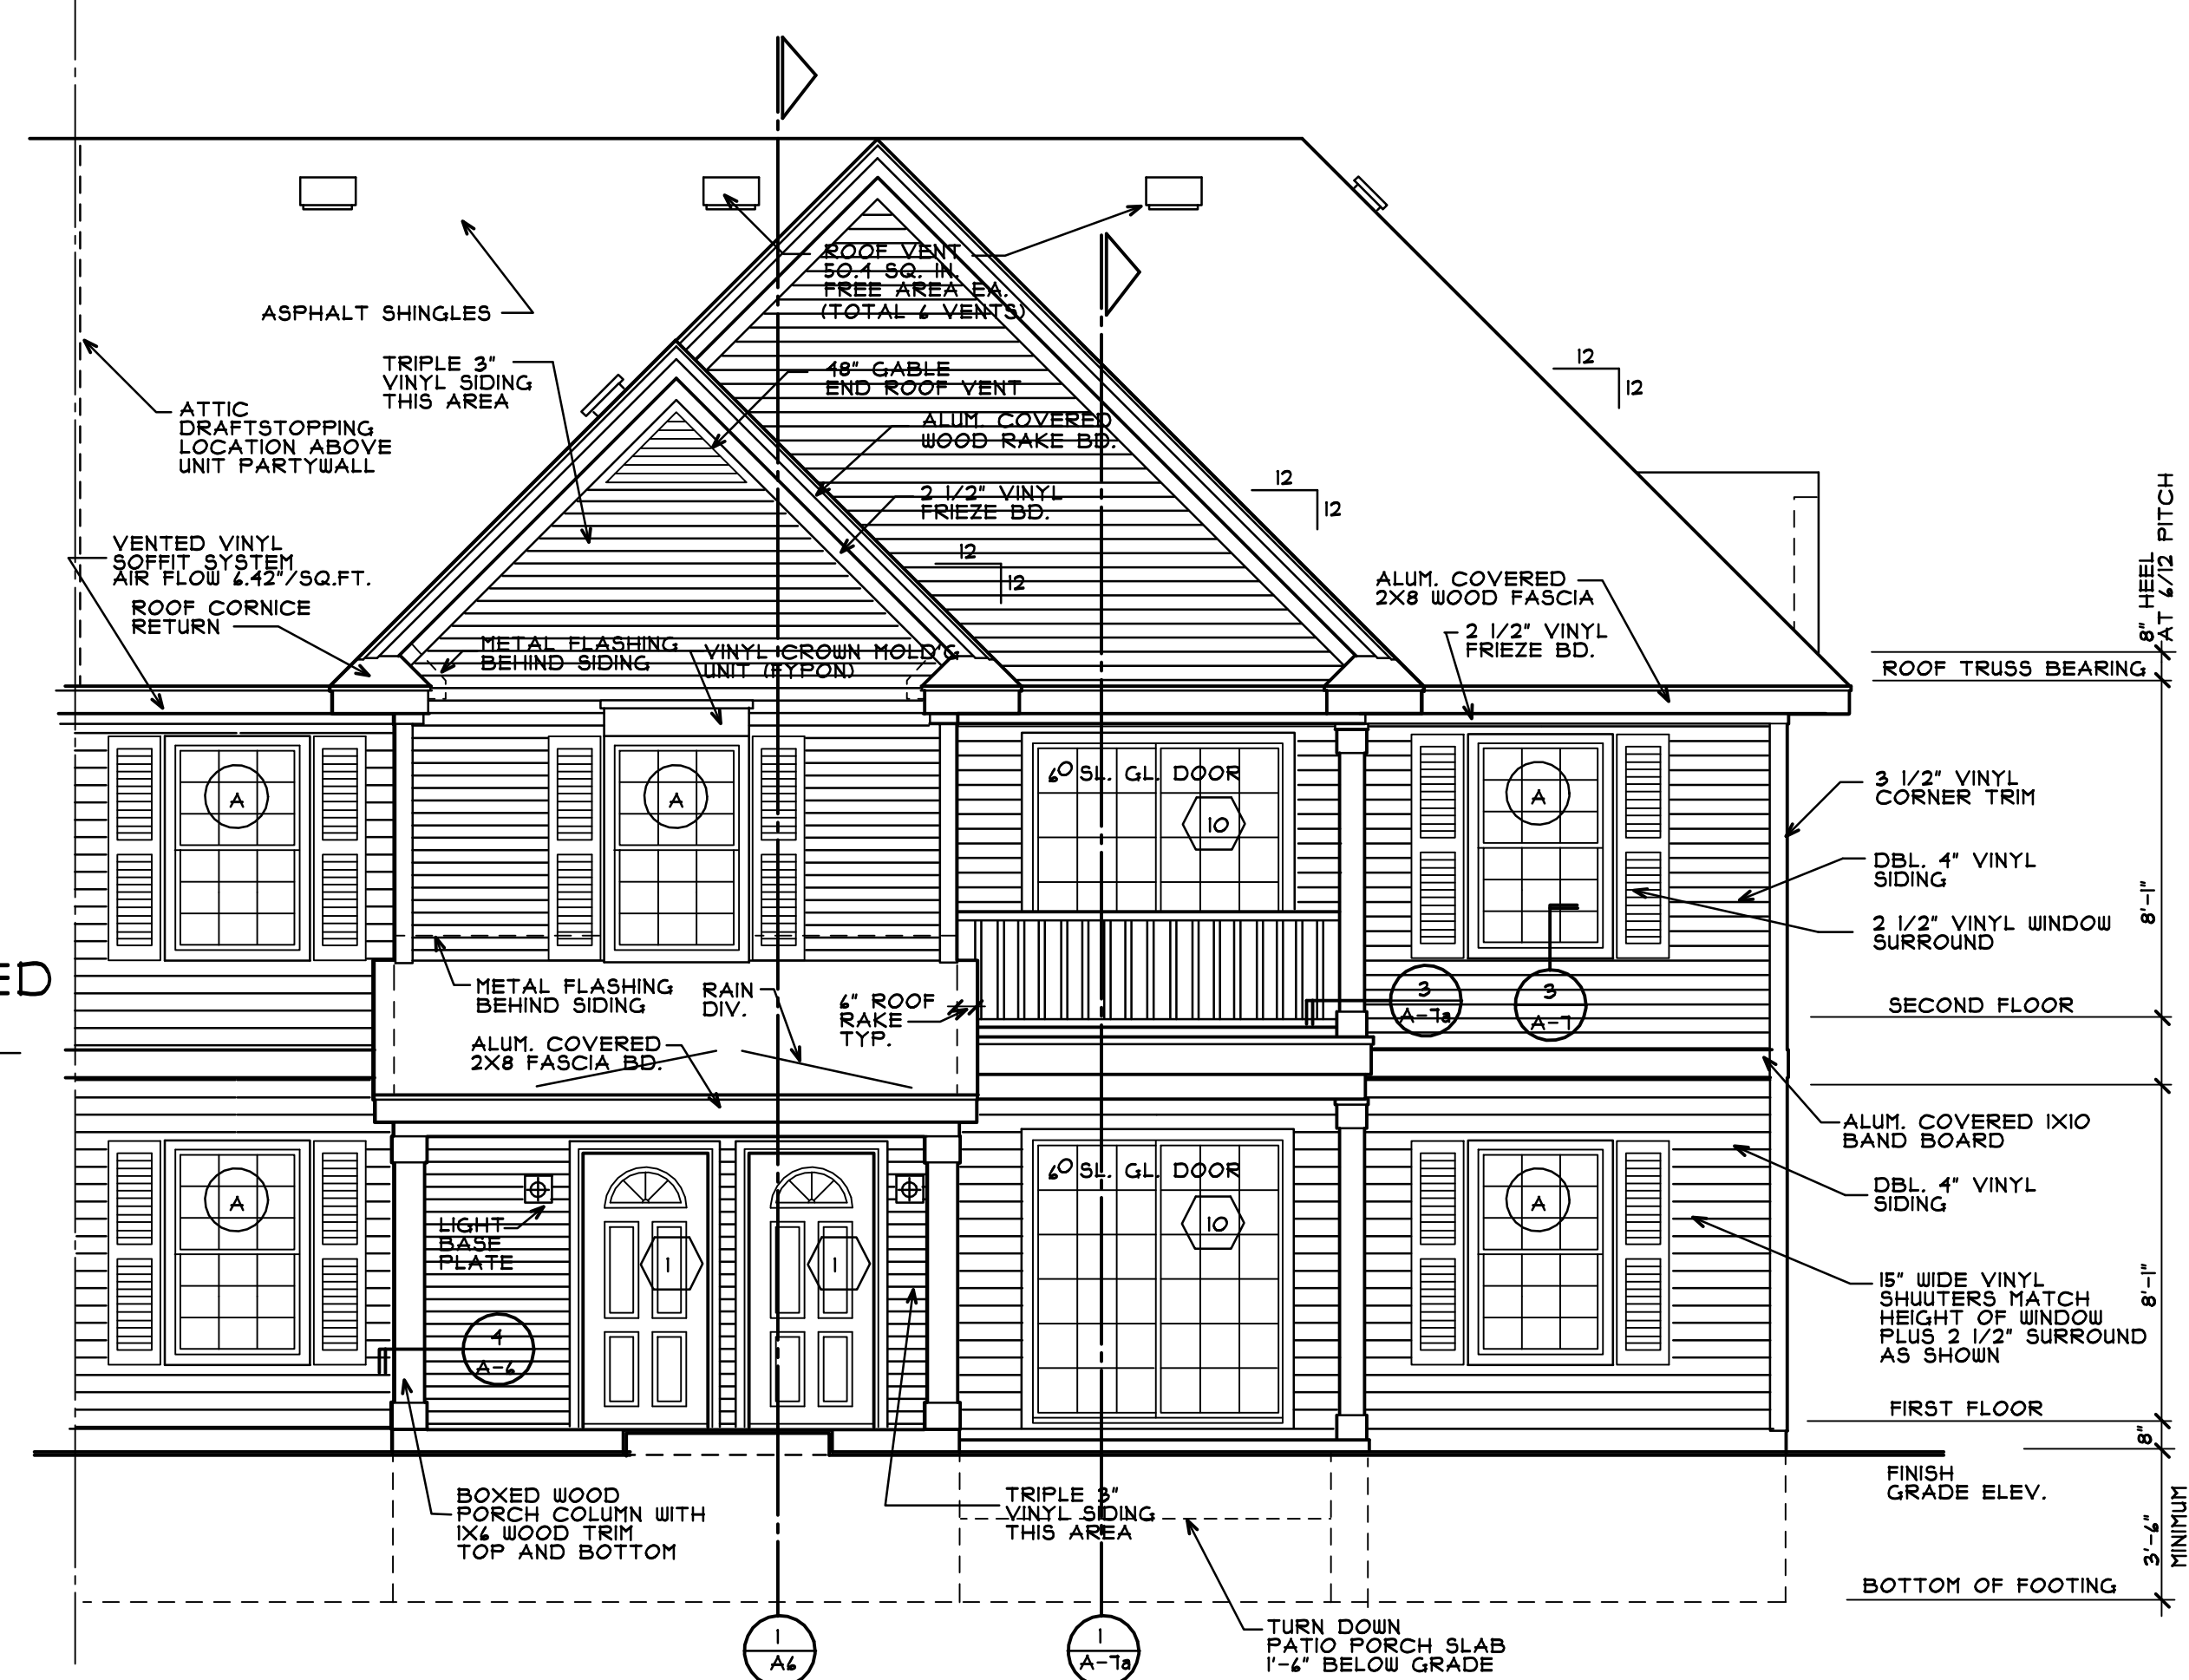 ROOF VENT
50.4 SQ. IN.
FREE AREA EA.
(TOTAL 6 VENTS)
ASPHALT SHINGLES
TRIPLE 3"
VINYL SIDING
THIS AREA
48" GABLE
END ROOF VENT
12
12
ATTIC
DRAFTSTOPPING
LOCATION ABOVE
UNIT PARTYWALL
ALUM. COVERED
WOOD RAKE BD.
2 1/2" VINYL
FRIEZE BD.
12
12
12
12
VENTED VINYL
SOFFIT SYSTEM
AIR FLOW 6.42"/SQ.FT.
ROOF CORNICE
RETURN
METAL FLASHING
BEHIND SIDING
VINYL CROWN MOLD'G
UNIT (FYPON)
ALUM. COVERED
2X8 WOOD FASCIA
2 1/2" VINYL
FRIEZE BD.
8" HEEL
AT 6/12 PITCH
ROOF TRUSS BEARING
A
A
6⁰ SL. GL. DOOR
10
A
3 1/2" VINYL
CORNER TRIM
DBL. 4" VINYL
SIDING
8'-1"
2 1/2" VINYL WINDOW
SURROUND
ED
METAL FLASHING
BEHIND SIDING
RAIN
DIV.
6" ROOF
RAKE
TYP.
3
A-7a
3
A-7
SECOND FLOOR
ALUM. COVERED
2X8 FASCIA BD.
ALUM. COVERED 1X10
BAND BOARD
A
LIGHT
BASE
PLATE
1
1
6⁰ SL. GL. DOOR
10
A
DBL. 4" VINYL
SIDING
8'-1"
15" WIDE VINYL
SHUUTERS MATCH
HEIGHT OF WINDOW
PLUS 2 1/2" SURROUND
AS SHOWN
4
A-6
FIRST FLOOR
8"
FINISH
GRADE ELEV.
BOXED WOOD
PORCH COLUMN WITH
1X6 WOOD TRIM
TOP AND BOTTOM
TRIPLE 3"
VINYL SIDING
THIS AREA
3'-6"
MINIMUM
BOTTOM OF FOOTING
TURN DOWN
PATIO PORCH SLAB
1'-6" BELOW GRADE
1
A6
1
A-7a